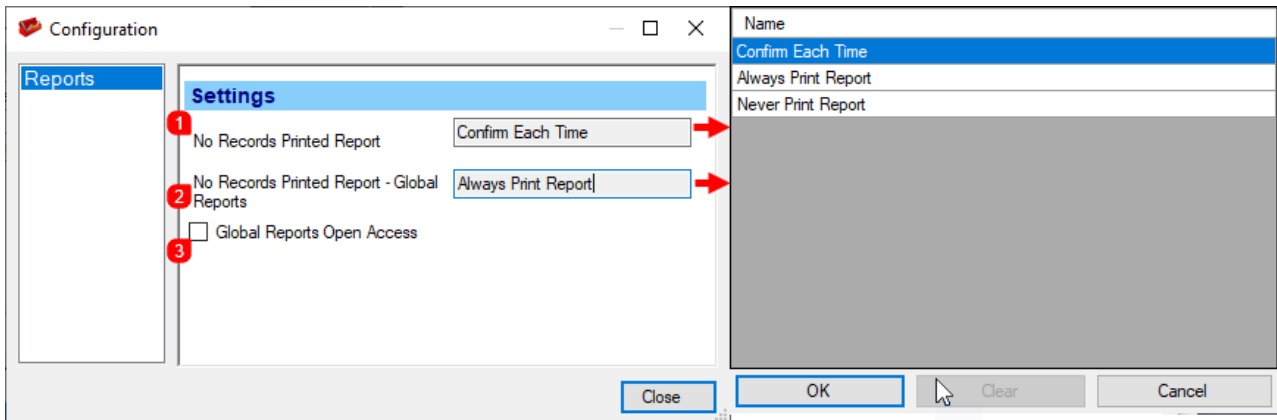 Configuration
Reports
Settings
1
No Records Printed Report
Confirm Each Time
No Records Printed Report - Global
Reports
2
Always Print Report
Global Reports Open Access
3
Close
Name
Confirm Each Time
Always Print Report
Never Print Report
OK
Clear
Cancel